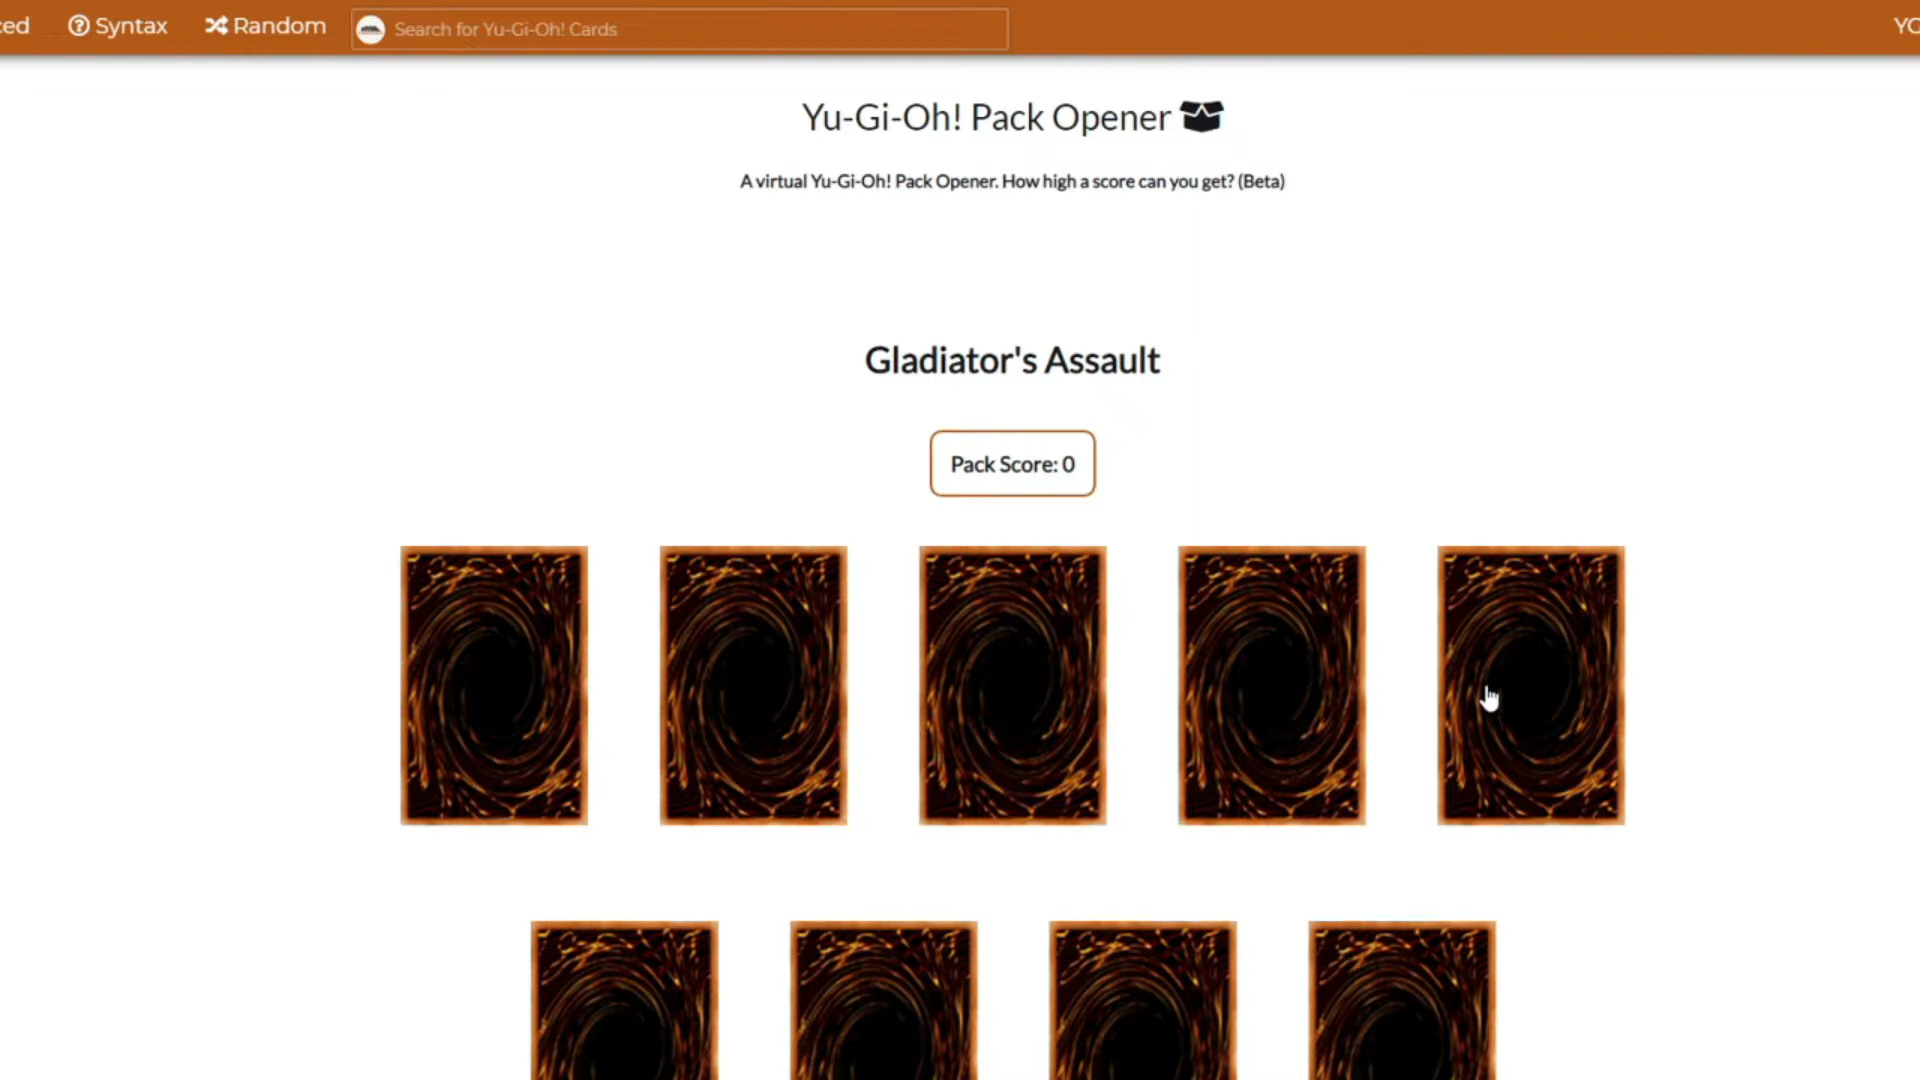 ced Syntax Random Search for Yu-Gi-Oh! Cards YG
Yu-Gi-Oh! Pack Opener
A virtual Yu-Gi-Oh! Pack Opener. How high a score can you get? (Beta)
Gladiator's Assault
Pack Score: 0